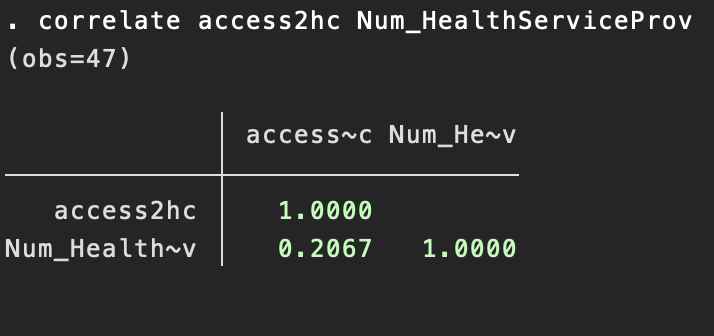 . correlate access2hc Num_HealthServiceProv
(obs=47)
access~c Num_He~v
access2hc 1.0000
Num_Health~v 0.2067 1.0000